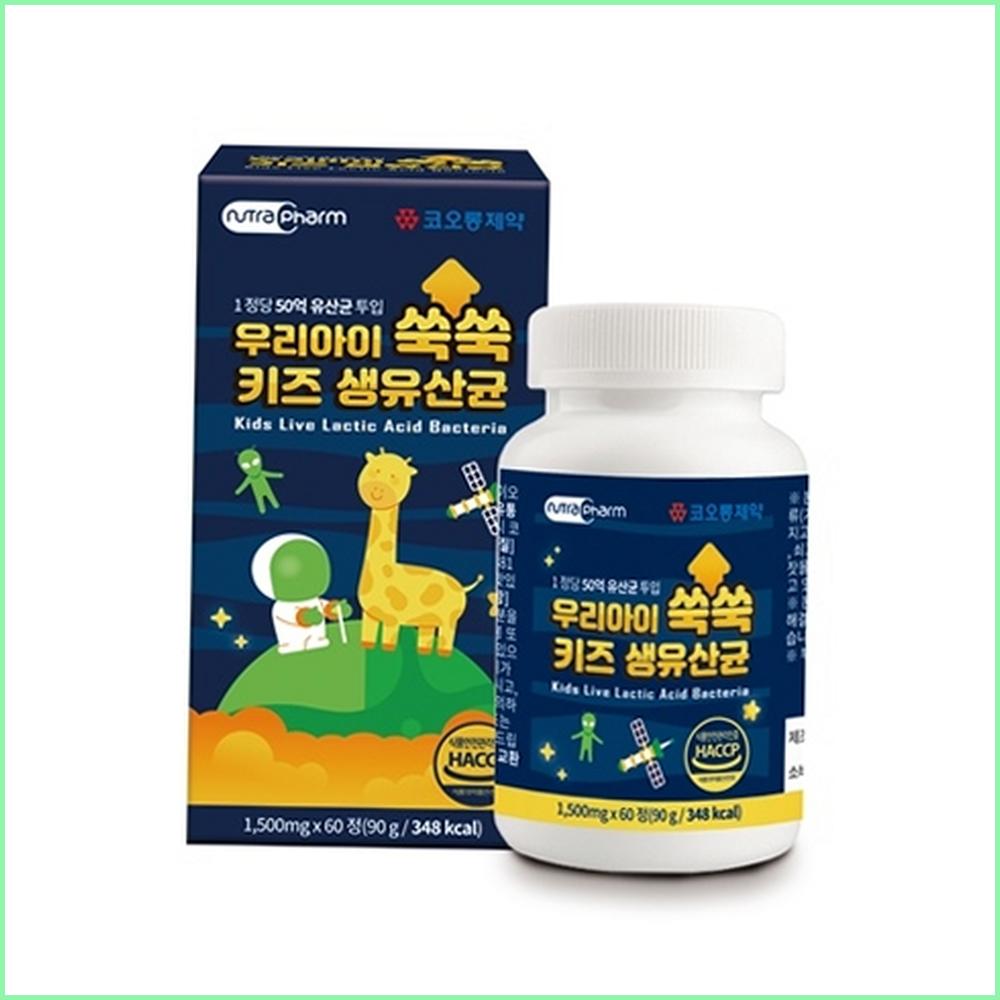 NUTRA Pharm
코오롱제약
1 정당 50억 유산균 투입
우리아이 쑥쑥
키즈 생유산균
Kids Live Lactic Acid Bacteria
HACCP
1,500mg x 60 정(90 g / 348 kcal)
NUTRA Pharm
코오롱제약
1 정당 50억 유산균 투입
우리아이 쑥쑥
키즈 생유산균
Kids Live Lactic Acid Bacteria
HACCP
1,500mg x 60 정(90 g / 348 kcal)